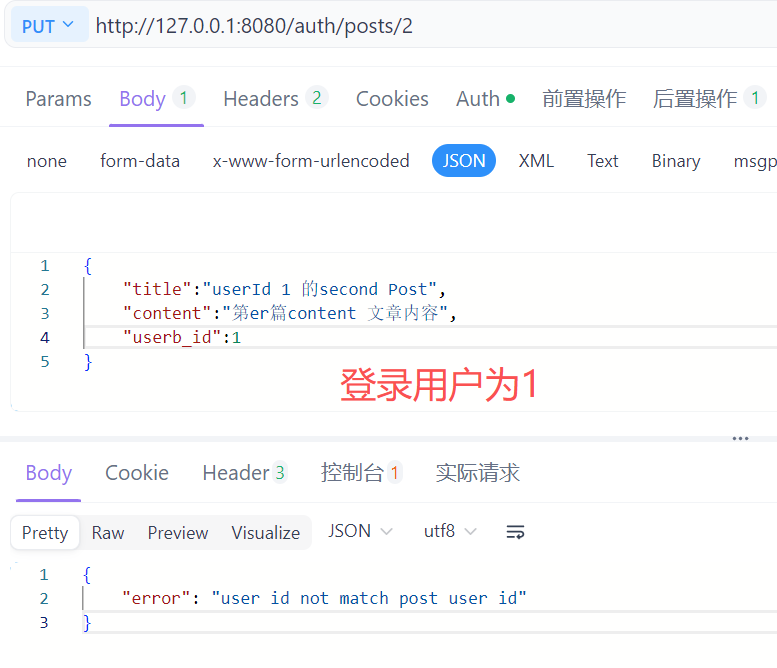 PUT http://127.0.0.1:8080/auth/posts/2
Params Body 1 Headers 2 Cookies Auth 前置操作 后置操作 1
none form-data x-www-form-urlencoded JSON XML Text Binary msgp
1 {
2 "title":"userId 1 的second Post",
3 "content":"第er篇content 文章内容",
4 "userb_id":1
5 }
登录用户为1
Body Cookie Header 3 控制台 1 实际请求
Pretty Raw Preview Visualize JSON utf8
1 {
2 "error": "user id not match post user id"
3 }